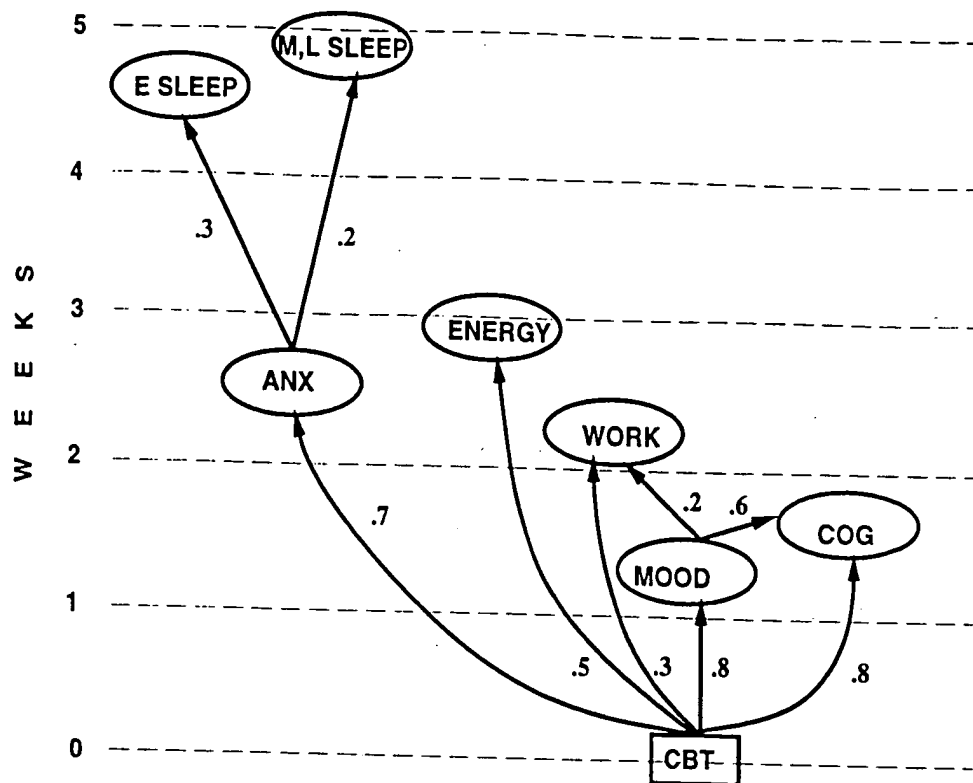 5
M,L SLEEP
E SLEEP
4
.3
.2
WEEKS
3
ENERGY
ANX
WORK
2
.7
.2
.6
COG
MOOD
1
.5
.3
.8
.8
0
CBT